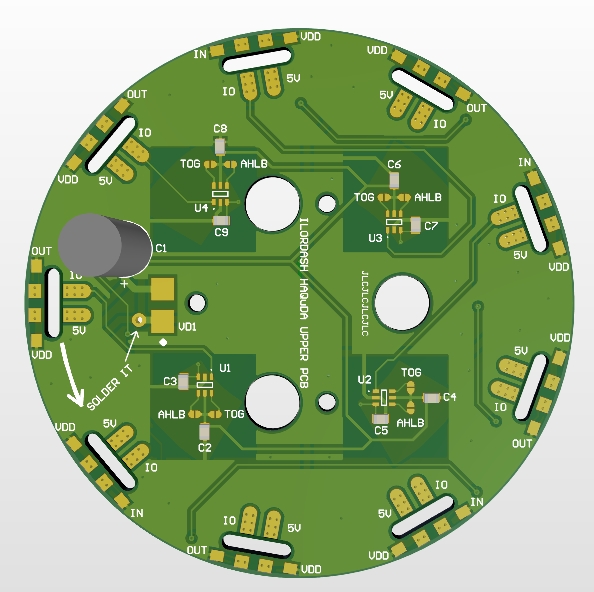 IN
VDD
IO
5V
VDD
5V
IO
OUT
OUT
IO
VDD
5V
C8
TOG
AHLB
U4
C9
C6
TOG
AHLB
U3
C7
IN
IO
5V
VDD
OUT
IO
5V
VDD
C1
+
VD1
SOLDER IT
ILORDASH HAQWDA UPPER PCB
JLCJLCJLCJLC
U1
C3
AHLB
TOG
C2
U2
TOG
C4
C5
AHLB
5V
IO
OUT
VDD
5V
IO
IN
IO
5V
OUT
VDD
5V
IO
IN
VDD